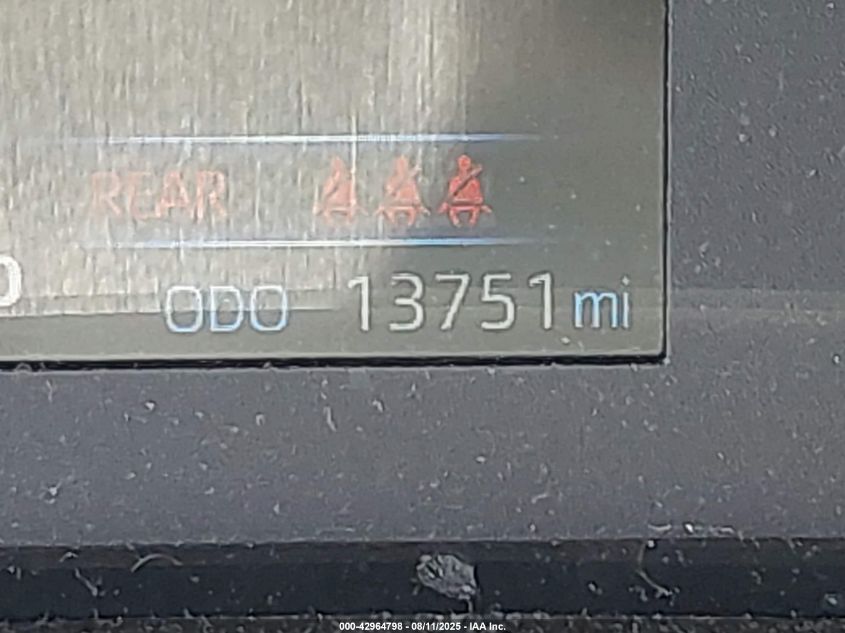 REAR
ODO 13751 mi
000-42964798 - 08/11/2025 - IAA Inc.